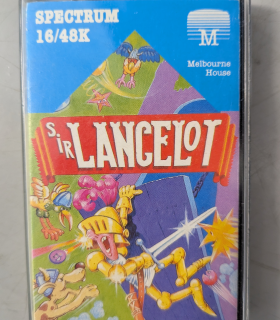 SPECTRUM
16/48K
M
Melbourne
House
SIR LANCELOT